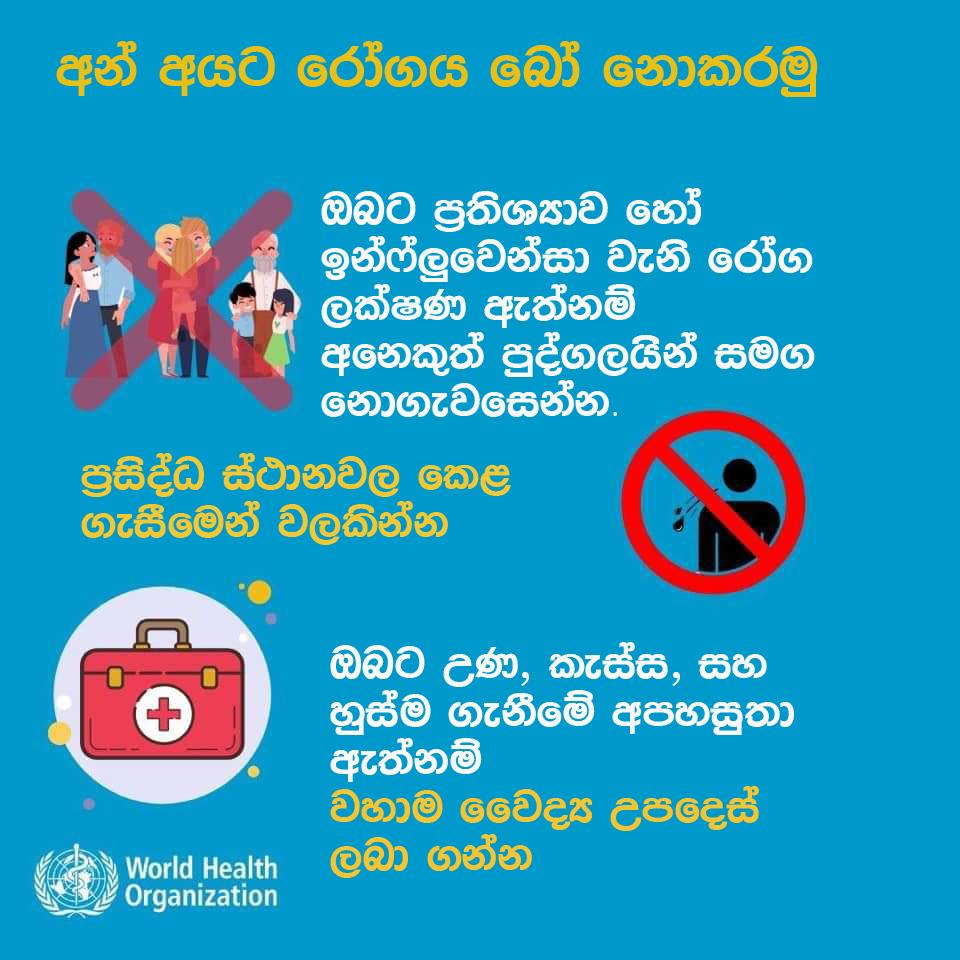 අන් අයට රෝගය බෝ නොකරමු
ඔබට ප්‍රතිශ්‍යාව හෝ
ඉන්ෆ්ලුවෙන්සා වැනි රෝග
ලක්ෂණ ඇත්නම්
අනෙකුත් පුද්ගලයින් සමග
නොගැවසෙන්න.
ප්‍රසිද්ධ ස්ථානවල කෙළ
ගැසීමෙන් වලකින්න
ඔබට උණ, කැස්ස, සහ
හුස්ම ගැනීමේ අපහසුතා
ඇත්නම්
වහාම වෛද්‍ය උපදෙස්
ලබා ගන්න
World Health
Organization